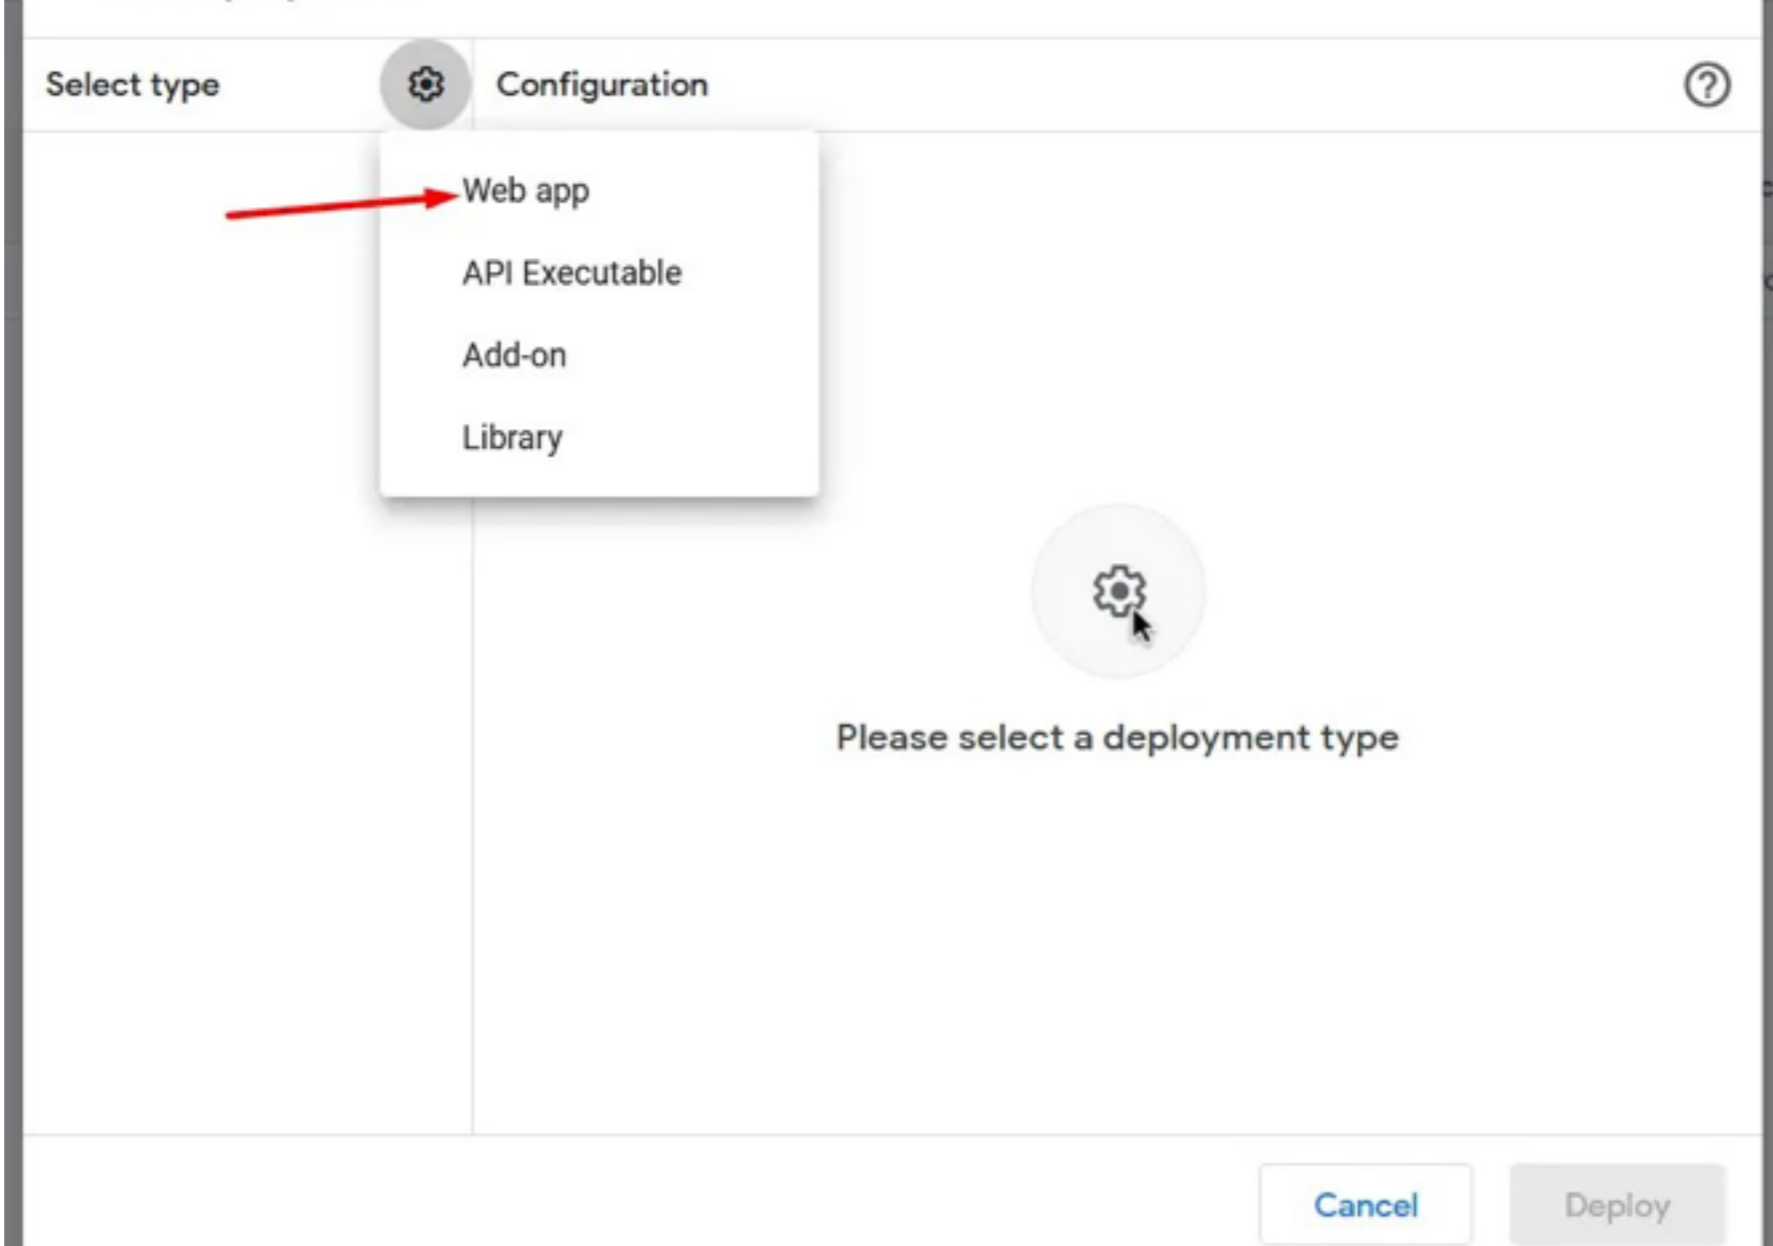 Select type
Configuration
Web app
API Executable
Add-on
Library
Please select a deployment type
Cancel
Deploy